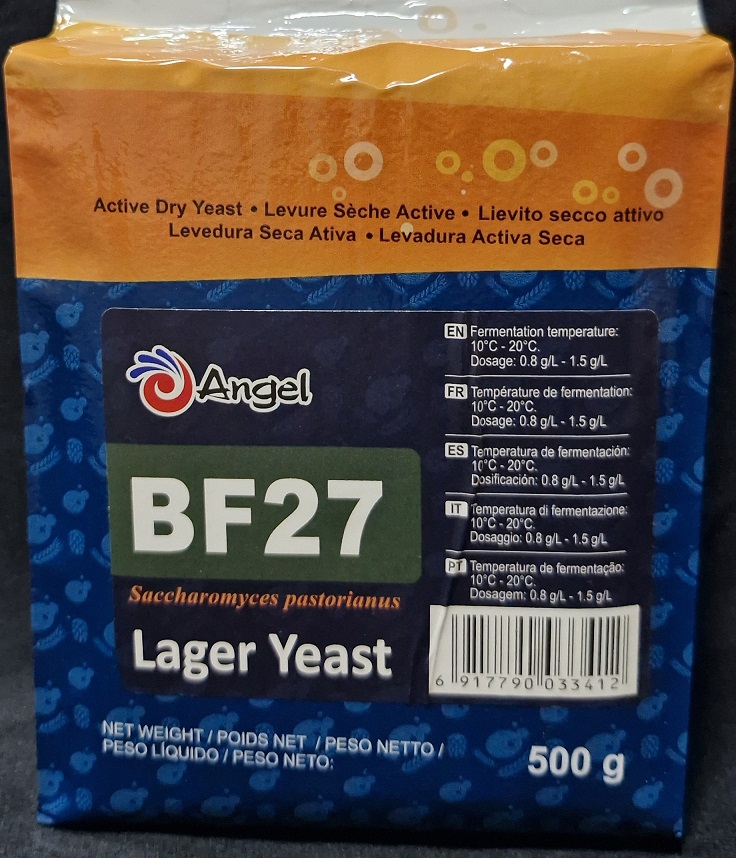 Active Dry Yeast • Levure Sèche Active • Lievito secco attivo
Levedura Seca Ativa • Levadura Activa Seca
Angel
BF27
Saccharomyces pastorianus
Lager Yeast
EN Fermentation temperature:
10°C - 20°C.
Dosage: 0.8 g/L - 1.5 g/L
FR Température de fermentation:
10°C - 20°C.
Dosage: 0.8 g/L - 1.5 g/L
ES Temperatura de fermentación:
10°C - 20°C.
Dosificación: 0.8 g/L - 1.5 g/L
IT Temperatura di fermentazione:
10°C - 20°C.
Dosaggio: 0.8 g/L - 1.5 g/L
PT Temperatura de fermentação:
10°C - 20°C.
Dosagem: 0.8 g/L - 1.5 g/L
6 917790 033412
NET WEIGHT / POIDS NET / PESO NETTO /
PESO LÍQUIDO / PESO NETO:
500 g